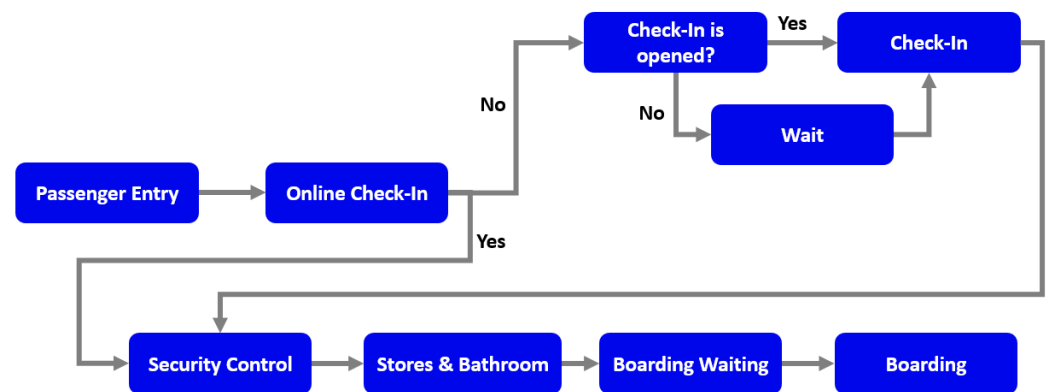 Check-In is
opened?
Yes
Check-In
No
No
Wait
Passenger Entry
Online Check-In
Yes
Security Control
Stores & Bathroom
Boarding Waiting
Boarding